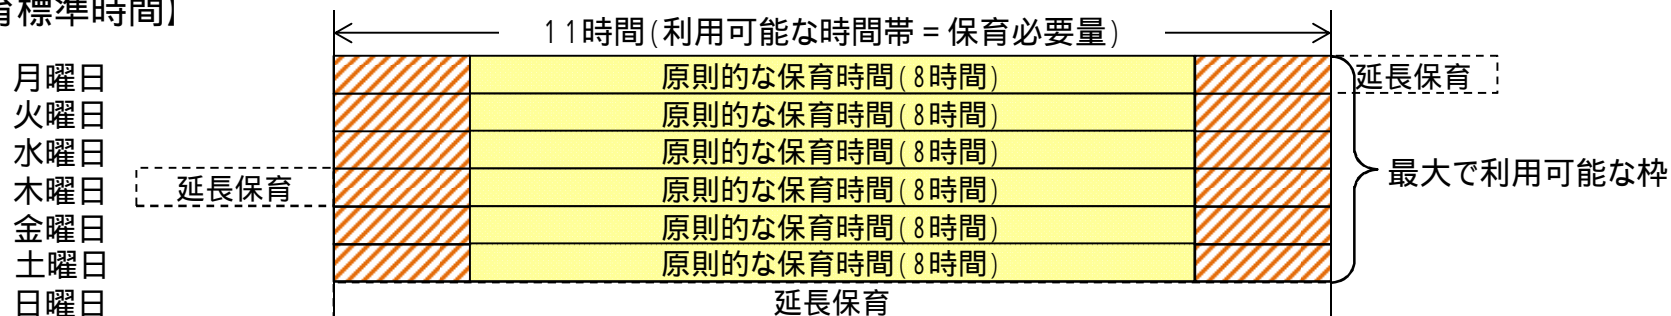 育標準時間】
11時間(利用可能な時間帯=保育必要量)
月曜日 原則的な保育時間(8時間) 延長保育
火曜日 原則的な保育時間(8時間)
水曜日 原則的な保育時間(8時間)
木曜日 延長保育 原則的な保育時間(8時間) 最大で利用可能な枠
金曜日 原則的な保育時間(8時間)
土曜日 原則的な保育時間(8時間)
日曜日 延長保育